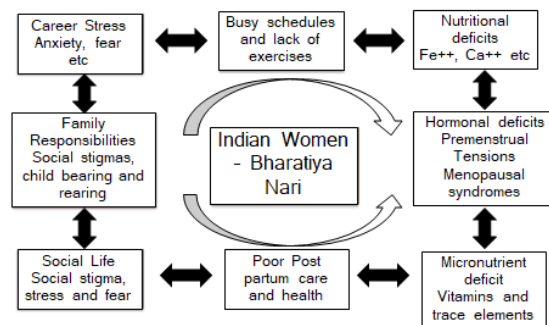 Career Stress
Anxiety, fear
etc
Busy schedules
and lack of
exercises
Nutritional
deficits
Fe++, Ca++ etc
Family
Responsibilities
Social stigmas,
child bearing and
rearing
Indian Women
- Bharatiya
Nari
Hormonal deficits
Premenstrual
Tensions
Menopausal
syndromes
Social Life
Social stigma,
stress and fear
Poor Post
partum care
and health
Micronutrient
deficit
Vitamins and
trace elements